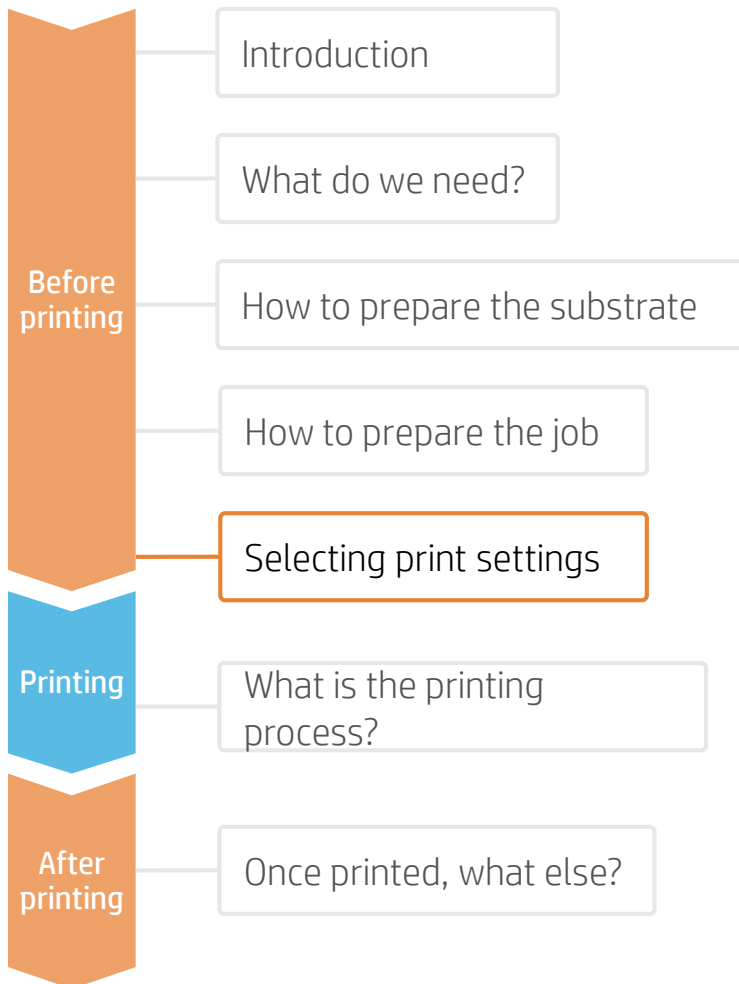 Introduction
What do we need?
Before
printing
How to prepare the substrate
How to prepare the job
Selecting print settings
Printing
What is the printing
process?
After
printing
Once printed, what else?